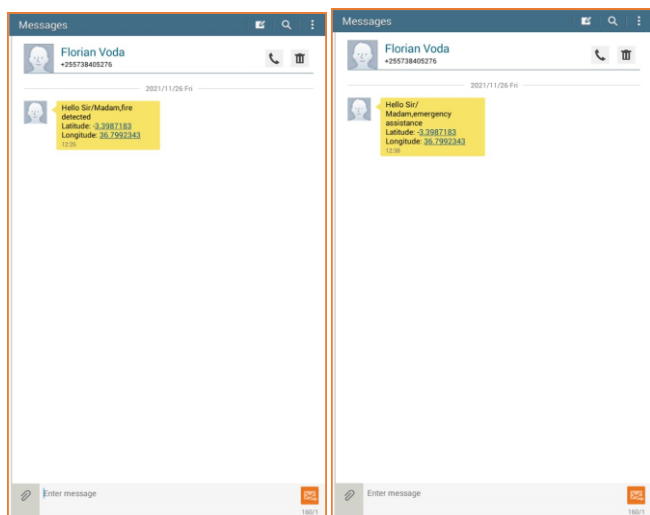 Messages
Florian Voda
+255738405276
2021/11/26 Fri
Hello Sir/Madam,fire
detected
Latitude: -3.3987183
Longitude: 36.7992343
12:26
Enter message
160/1
Messages
Florian Voda
+255738405276
2021/11/26 Fri
Hello Sir/
Madam,emergency
assistance
Latitude: -3.3987183
Longitude: 36.7992343
12:38
Enter message
160/1